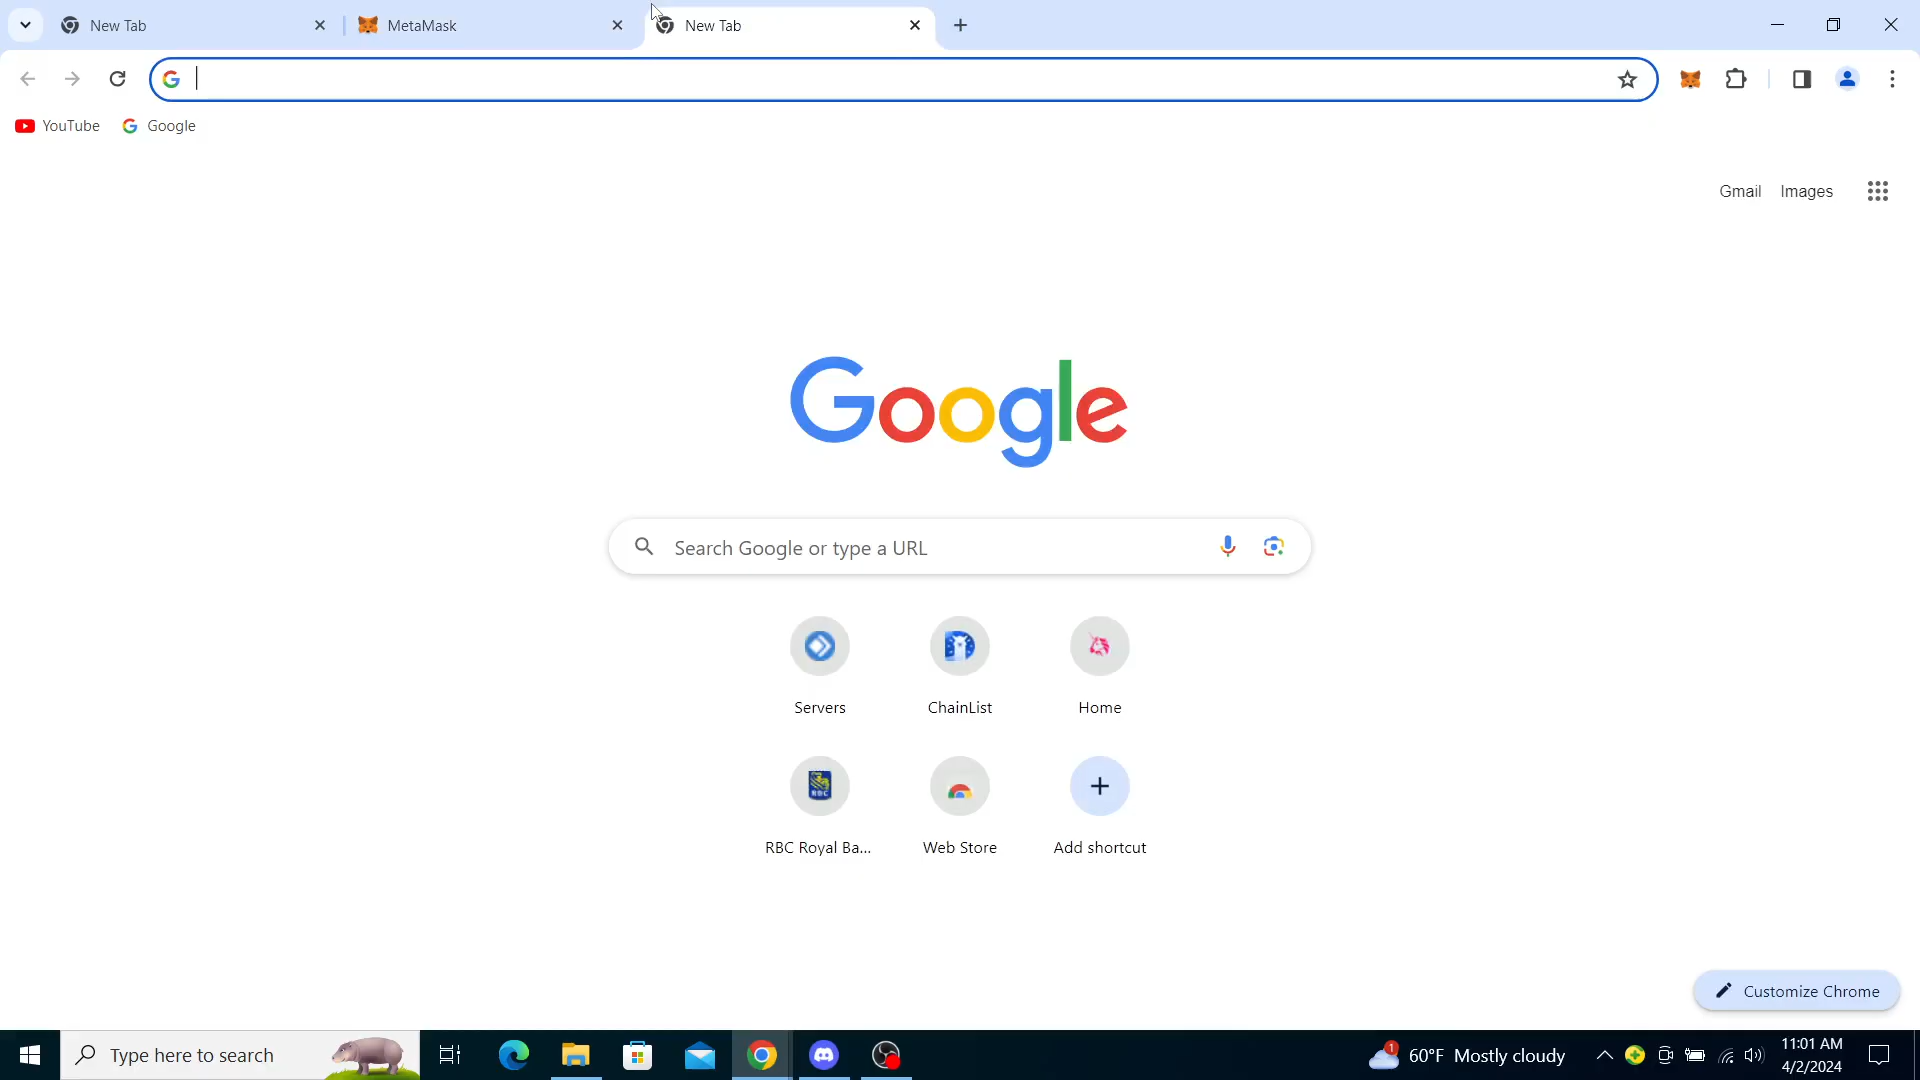 New Tab
MetaMask
New Tab
YouTube
Google
Gmail
Images
Google
Search Google or type a URL
Servers
ChainList
Home
RBC
RBC Royal Ba...
Web Store
Add shortcut
Customize Chrome
Type here to search
1
60°F Mostly cloudy
11:01 AM
4/2/2024